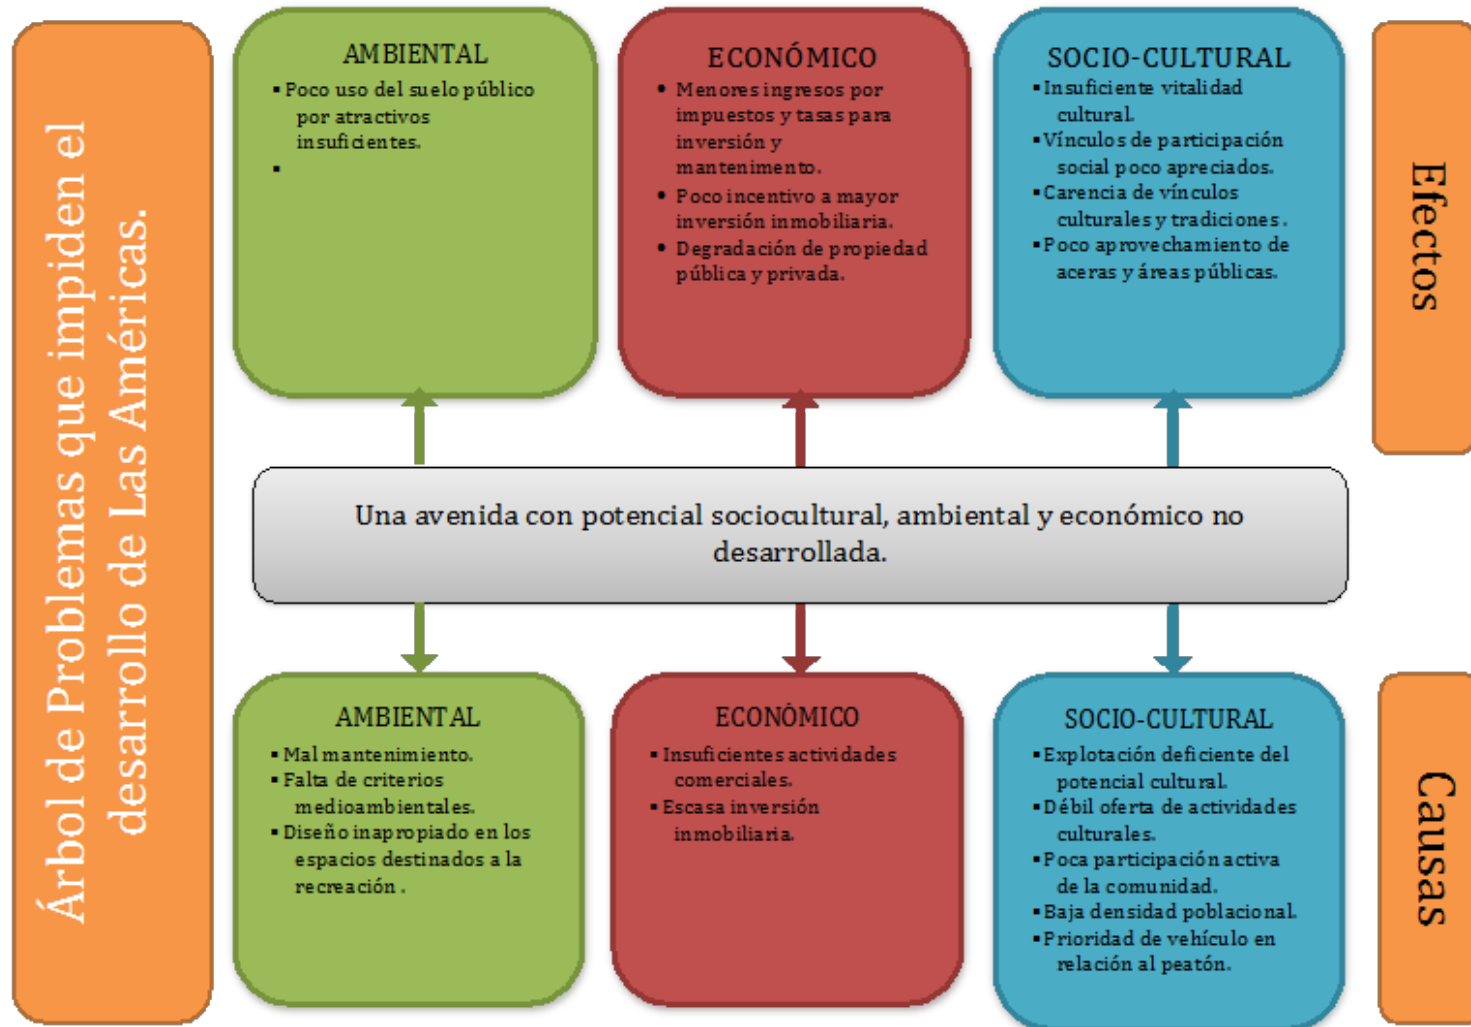 Árbol de Problemas que impiden el
desarrollo de Las Américas.
AMBIENTAL
▪ Poco uso del suelo público
por atractivos
insuficientes.
▪
ECONÓMICO
• Menores ingresos por
impuestos y tasas para
inversión y
mantenimiento.
• Poco incentivo a mayor
inversión inmobiliaria.
• Degradación de propiedad
pública y privada.
SOCIO-CULTURAL
▪ Insuficiente vitalidad
cultural.
▪ Vínculos de participación
social poco apreciados.
▪ Carencia de vínculos
culturales y tradiciones .
▪ Poco aprovechamiento de
aceras y áreas públicas.
Efectos
Una avenida con potencial sociocultural, ambiental y económico no
desarrollada.
AMBIENTAL
▪ Mal mantenimiento.
▪ Falta de criterios
medioambientales.
▪ Diseño inapropiado en los
espacios destinados a la
recreación .
ECONÓMICO
▪ Insuficientes actividades
comerciales.
▪ Escasa inversión
inmobiliaria.
SOCIO-CULTURAL
▪ Explotación deficiente del
potencial cultural.
▪ Débil oferta de actividades
culturales.
▪ Poca participación activa
de la comunidad.
▪ Baja densidad poblacional.
▪ Prioridad de vehículo en
relación al peatón.
Causas